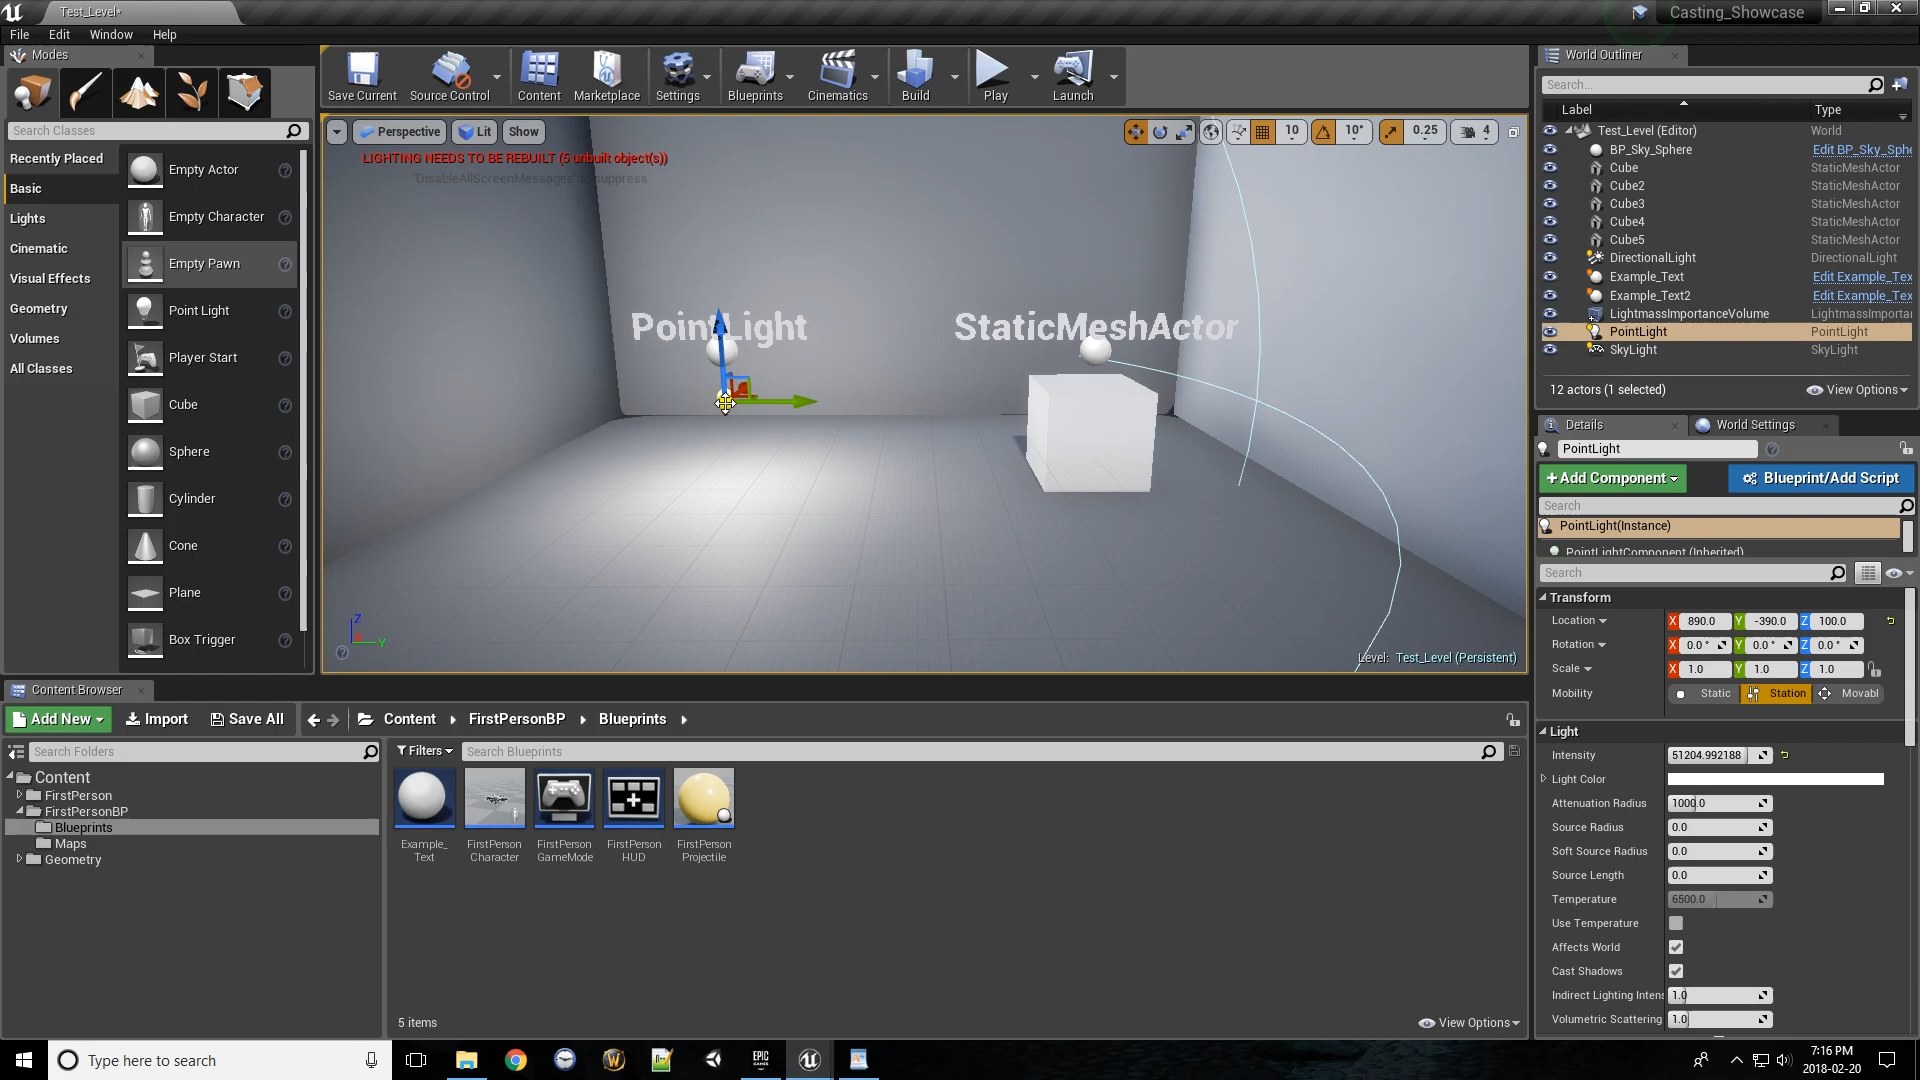 Test_Level*
Casting_Showcase
File Edit Window Help
Modes
Search Classes
Recently Placed
Basic
Lights
Cinematic
Visual Effects
Geometry
Volumes
All Classes
Empty Actor
Empty Character
Empty Pawn
Point Light
Player Start
Cube
Sphere
Cylinder
Cone
Plane
Box Trigger
Save Current Source Control Content Marketplace Settings Blueprints Cinematics Build Play Launch
Perspective Lit Show
10 10° 0.25 4
LIGHTING NEEDS TO BE REBUILT (5 unbuilt object(s))
'DisableAllScreenMessages' to suppress
PointLight StaticMeshActor
Z
X
Y
Level: Test_Level (Persistent)
World Outliner
Search...
Label Type
Test_Level (Editor) World
BP_Sky_Sphere Edit BP_Sky_Sphe
Cube StaticMeshActor
Cube2 StaticMeshActor
Cube3 StaticMeshActor
Cube4 StaticMeshActor
Cube5 StaticMeshActor
DirectionalLight DirectionalLight
Example_Text Edit Example_Tex
Example_Text2 Edit Example_Tex
LightmassImportanceVolume LightmassImporta
PointLight PointLight
SkyLight SkyLight
12 actors (1 selected) View Options
Details World Settings
PointLight
+Add Component Blueprint/Add Script
Search
PointLight(Instance)
PointLightComponent (Inherited)
Search
Transform
Location X 890.0 Y -390.0 Z 100.0
Rotation X 0.0 ° Y 0.0 ° Z 0.0 °
Scale X 1.0 Y 1.0 Z 1.0
Mobility Static Station Movabl
Light
Intensity 51204.992188
Light Color
Attenuation Radius 1000.0
Source Radius 0.0
Soft Source Radius 0.0
Source Length 0.0
Temperature 6500.0
Use Temperature
Affects World
Cast Shadows
Indirect Lighting Intens 1.0
Volumetric Scattering 1.0
Content Browser
Add New Import Save All Content FirstPersonBP Blueprints
Search Folders
Content
FirstPerson
FirstPersonBP
Blueprints
Maps
Geometry
Filters Search Blueprints
Example_
Text
FirstPerson
Character
FirstPerson
GameMode
FirstPerson
HUD
FirstPerson
Projectile
5 items View Options
Type here to search
EPIC
GAMES
7:16 PM
2018-02-20